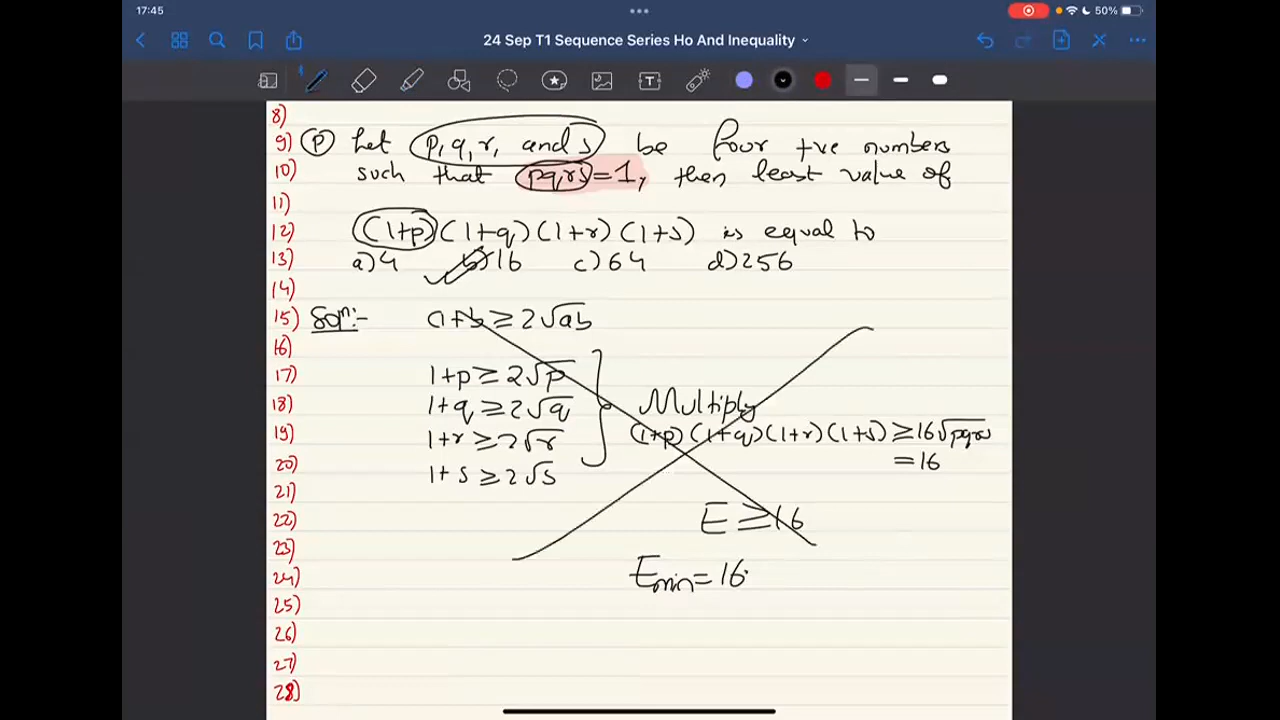 17:45
50%
24 Sep T1 Sequence Series Ho And Inequality
8)
9) (P) Let p, q, r, and s be four +ve numbers
10) such that pqrs = 1, then least value of
11)
12) (1+p)(1+q)(1+r)(1+s) is equal to
13) a) 4 b) 16 c) 64 d) 256
14)
15) Solⁿ:- a+b ≥ 2√ab
16)
17) 1+p ≥ 2√p
18) 1+q ≥ 2√q Multiply
19) 1+r ≥ 2√r (1+p)(1+q)(1+r)(1+s) ≥ 16√pqrs
20) 1+s ≥ 2√s = 16
21)
22) E ≥ 16
23)
24) Emin = 16
25)
26)
27)
28)